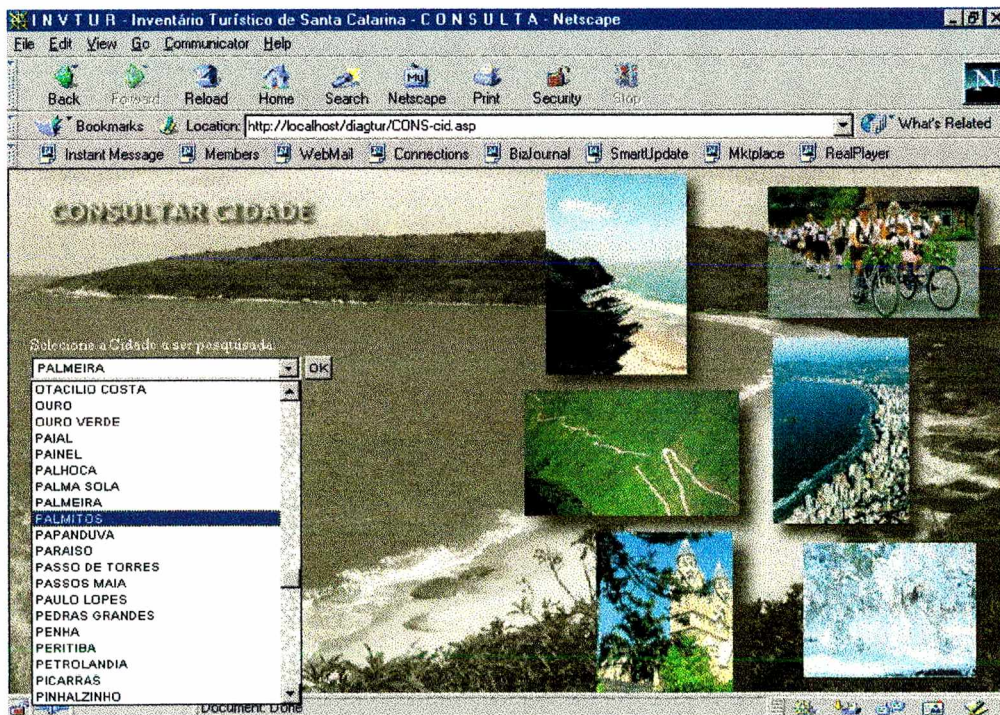 I N V T U R - Inventário Turístico de Santa Catarina - C O N S U L T A - Netscape
File Edit View Go Communicator Help
Back Forward Reload Home Search My Netscape Print Security Stop N
Bookmarks Location: http://localhost/diagtur/CONS-cid.asp What's Related
Instant Message Members WebMail Connections BizJournal SmartUpdate Mktplace RealPlayer
CONSULTAR CIDADE
Selecione a Cidade a ser pesquisada
PALMEIRA OK
OTACILIO COSTA
OURO
OURO VERDE
PAIAL
PAINEL
PALHOCA
PALMA SOLA
PALMEIRA
PALMITOS
PAPANDUVA
PARAISO
PASSO DE TORRES
PASSOS MAIA
PAULO LOPES
PEDRAS GRANDES
PENHA
PERITIBA
PETROLANDIA
PICARRAS
PINHALZINHO
Document: Done